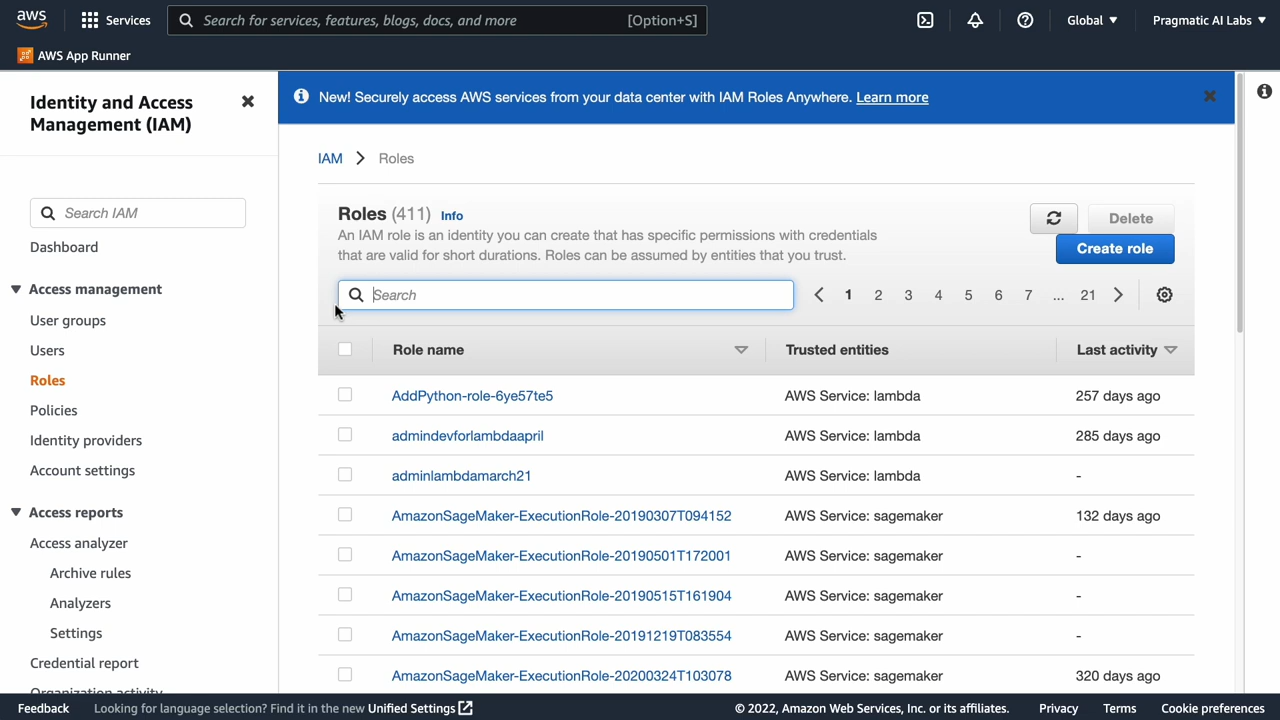 aws Services Search for services, features, blogs, docs, and more [Option+S] Global Pragmatic AI Labs
AWS App Runner
Identity and Access
Management (IAM)
Search IAM
Dashboard
Access management
User groups
Users
Roles
Policies
Identity providers
Account settings
Access reports
Access analyzer
Archive rules
Analyzers
Settings
Credential report
Organization activity
New! Securely access AWS services from your data center with IAM Roles Anywhere. Learn more
IAM > Roles
Roles (411) Info
An IAM role is an identity you can create that has specific permissions with credentials
that are valid for short durations. Roles can be assumed by entities that you trust.
Delete
Create role
Search
1 2 3 4 5 6 7 ... 21
Role name Trusted entities Last activity
AddPython-role-6ye57te5 AWS Service: lambda 257 days ago
admindevforlambdaapril AWS Service: lambda 285 days ago
adminlambdamarch21 AWS Service: lambda -
AmazonSageMaker-ExecutionRole-20190307T094152 AWS Service: sagemaker 132 days ago
AmazonSageMaker-ExecutionRole-20190501T172001 AWS Service: sagemaker -
AmazonSageMaker-ExecutionRole-20190515T161904 AWS Service: sagemaker -
AmazonSageMaker-ExecutionRole-20191219T083554 AWS Service: sagemaker -
AmazonSageMaker-ExecutionRole-20200324T103078 AWS Service: sagemaker 320 days ago
Feedback Looking for language selection? Find it in the new Unified Settings © 2022, Amazon Web Services, Inc. or its affiliates. Privacy Terms Cookie preferences